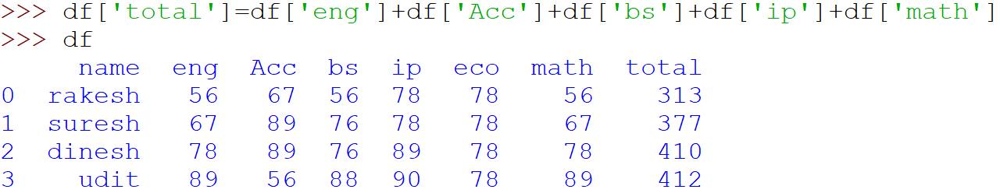 >>> df['total']=df['eng']+df['Acc']+df['bs']+df['ip']+df['math']
>>> df
     name  eng  Acc  bs  ip  eco  math  total
0  rakesh   56   67  56  78   78    56    313
1  suresh   67   89  76  78   78    67    377
2  dinesh   78   89  76  89   78    78    410
3    udit   89   56  88  90   78    89    412